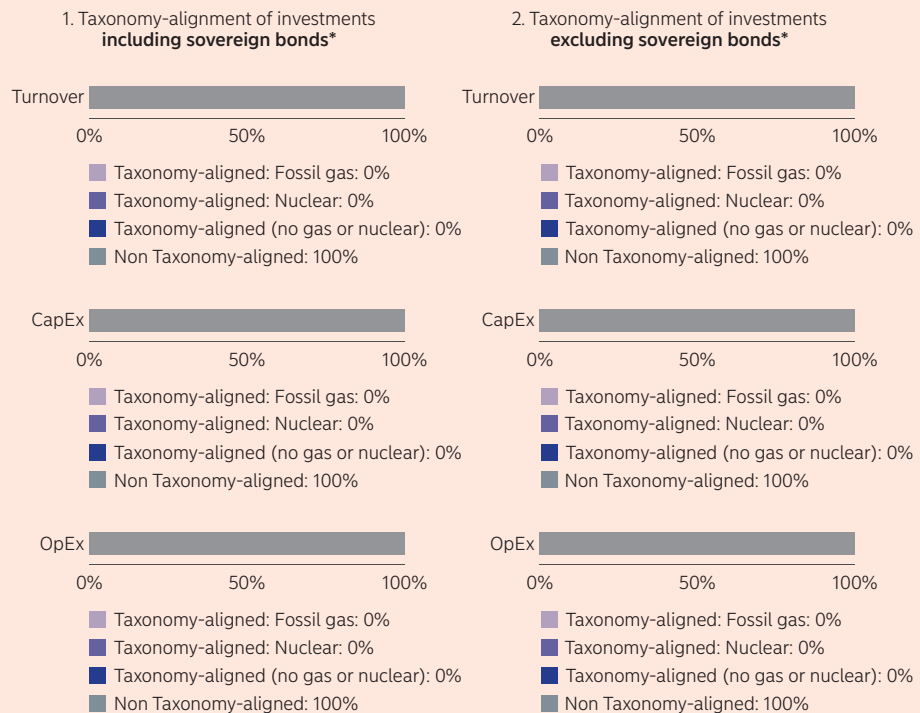 1. Taxonomy-alignment of investments
including sovereign bonds*
Turnover
0% 50% 100%
Taxonomy-aligned: Fossil gas: 0%
Taxonomy-aligned: Nuclear: 0%
Taxonomy-aligned (no gas or nuclear): 0%
Non Taxonomy-aligned: 100%
CapEx
0% 50% 100%
Taxonomy-aligned: Fossil gas: 0%
Taxonomy-aligned: Nuclear: 0%
Taxonomy-aligned (no gas or nuclear): 0%
Non Taxonomy-aligned: 100%
OpEx
0% 50% 100%
Taxonomy-aligned: Fossil gas: 0%
Taxonomy-aligned: Nuclear: 0%
Taxonomy-aligned (no gas or nuclear): 0%
Non Taxonomy-aligned: 100%
2. Taxonomy-alignment of investments
excluding sovereign bonds*
Turnover
0% 50% 100%
Taxonomy-aligned: Fossil gas: 0%
Taxonomy-aligned: Nuclear: 0%
Taxonomy-aligned (no gas or nuclear): 0%
Non Taxonomy-aligned: 100%
CapEx
0% 50% 100%
Taxonomy-aligned: Fossil gas: 0%
Taxonomy-aligned: Nuclear: 0%
Taxonomy-aligned (no gas or nuclear): 0%
Non Taxonomy-aligned: 100%
OpEx
0% 50% 100%
Taxonomy-aligned: Fossil gas: 0%
Taxonomy-aligned: Nuclear: 0%
Taxonomy-aligned (no gas or nuclear): 0%
Non Taxonomy-aligned: 100%